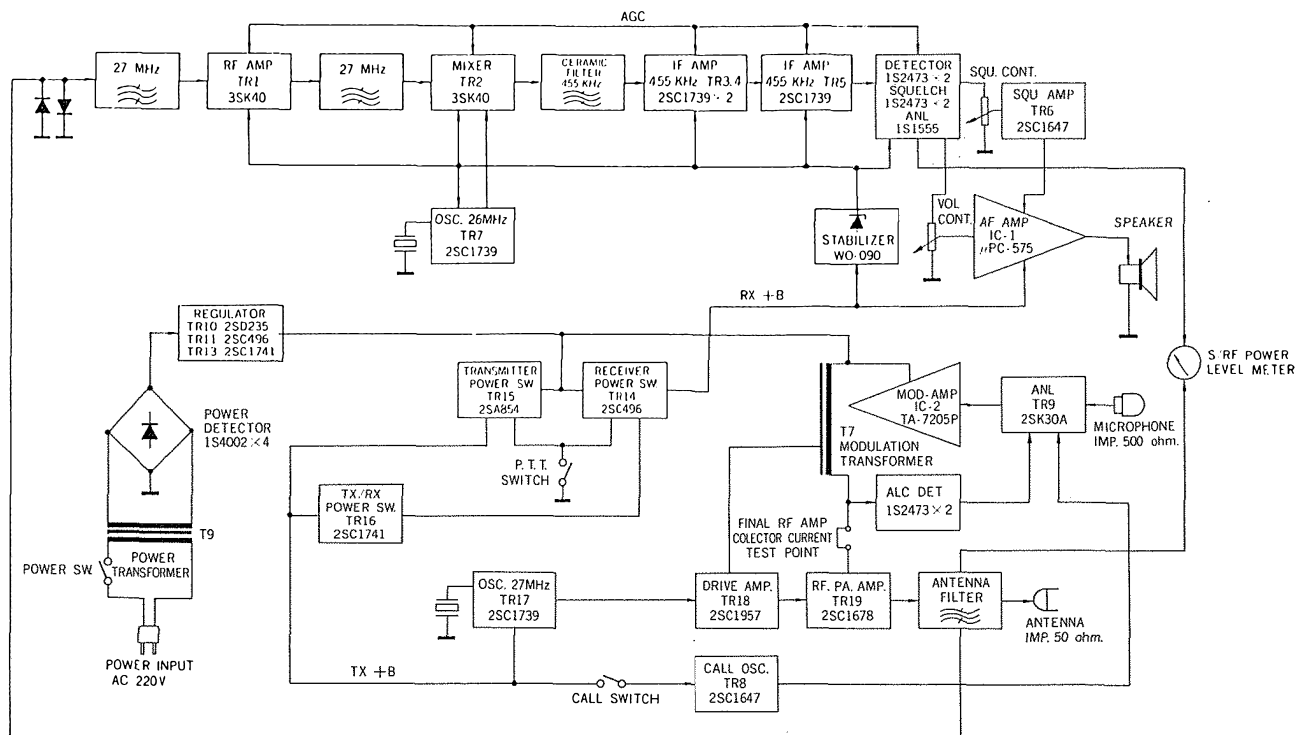 AGC
27 MHz
RF AMP
TR1
3SK40
27 MHz
MIXER
TR2
3SK40
CERAMIC
FILTER
455 KHz
IF AMP
455 KHz TR3.4
2SC1739 × 2
IF AMP
455 KHz TR5
2SC1739
DETECTOR
1S2473 × 2
SQUELCH
1S2473 × 2
ANL
1S1555
SQU. CONT.
SQU AMP
TR6
2SC1647
OSC. 26MHz
TR7
2SC1739
STABILIZER
WO-090
VOL
CONT.
AF AMP
IC-1
μPC-575
SPEAKER
RX +B
REGULATOR
TR10 2SD235
TR11 2SC496
TR13 2SC1741
TRANSMITTER
POWER SW
TR15
2SA854
RECEIVER
POWER SW
TR14
2SC496
MOD-AMP
IC-2
TA-7205P
ANL
TR9
2SK30A
S/RF POWER
LEVEL METER
MICROPHONE
IMP. 500 ohm.
POWER
DETECTOR
1S4002×4
P.T.T.
SWITCH
T7
MODULATION
TRANSFORMER
TX/RX
POWER SW.
TR16
2SC1741
ALC DET
1S2473×2
FINAL RF AMP
COLECTOR CURRENT
TEST POINT
T9
POWER SW.
POWER
TRANSFORMER
OSC. 27MHz
TR17
2SC1739
DRIVE AMP.
TR18
2SC1957
RF. PA. AMP.
TR19
2SC1678
ANTENNA
FILTER
ANTENNA
IMP. 50 ohm.
POWER INPUT
AC 220V
TX +B
CALL SWITCH
CALL OSC.
TR8
2SC1647